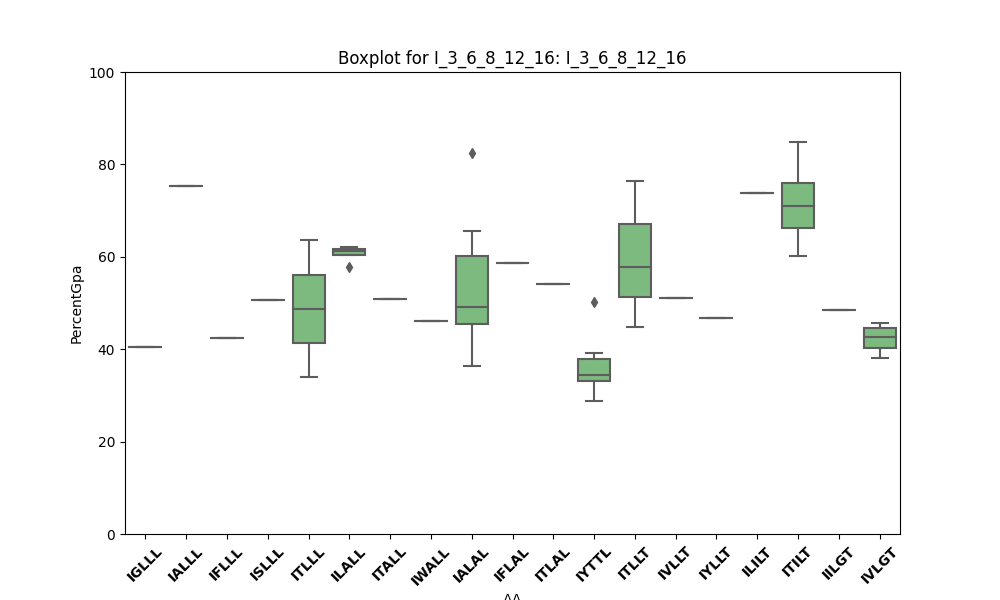 Boxplot for I_3_6_8_12_16: I_3_6_8_12_16
PercentGpa
100
80
60
40
20
0
IGLLL
IALLL
IFLLL
ISLLL
ITLLL
ILALL
ITALL
IWALL
IALAL
IFLAL
ITLAL
IYTTL
ITLLT
IVLLT
IYLLT
ILILT
ITILT
IILGT
IVLGT
AA